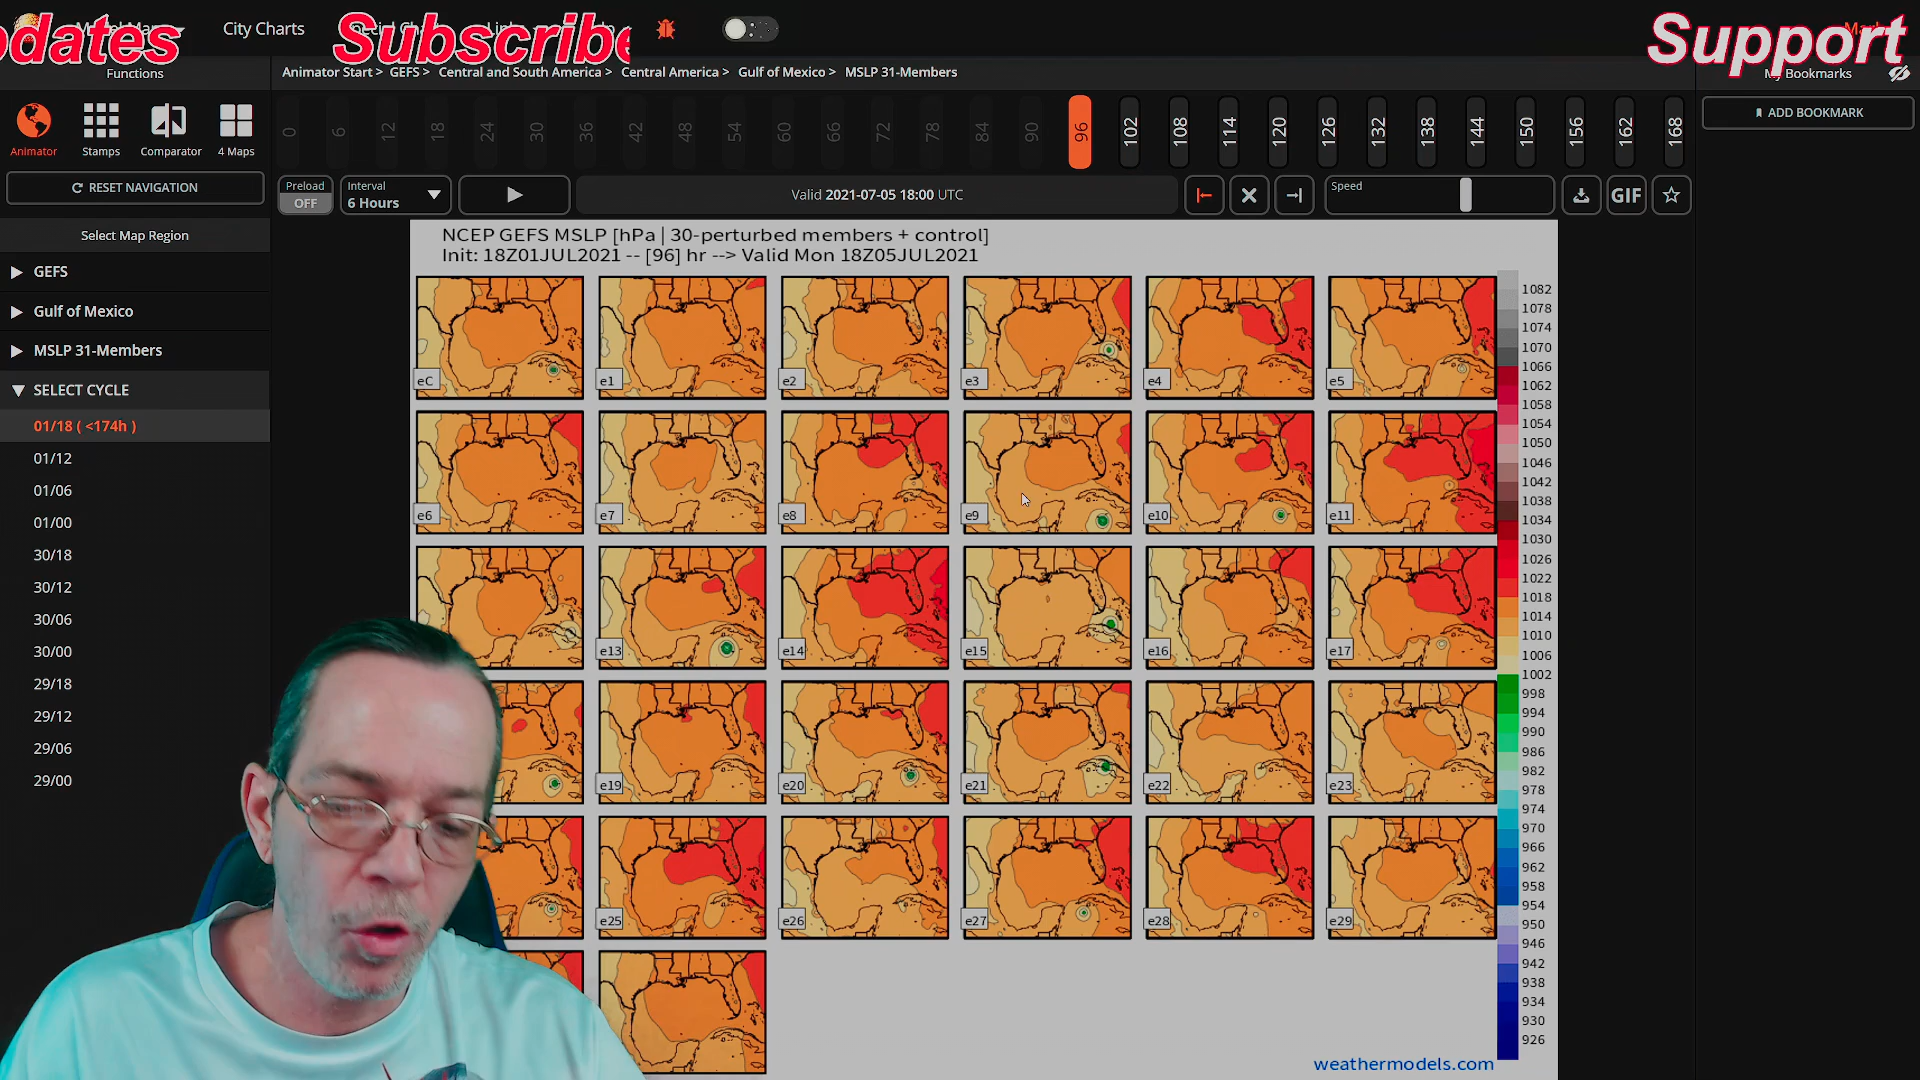 pdates
Subscribe
Support
City Charts
Functions
Animator Start > GEFS > Central and South America > Central America > Gulf of Mexico > MSLP 31-Members
My Bookmarks
ADD BOOKMARK
Animator
Stamps
Comparator
4 Maps
0 6 12 18 24 30 36 42 48 54 60 66 72 78 84 90 96 102 108 114 120 126 132 138 144 150 156 162 168
RESET NAVIGATION
Preload
OFF
Interval
6 Hours
Valid 2021-07-05 18:00 UTC
Speed
GIF
Select Map Region
GEFS
Gulf of Mexico
MSLP 31-Members
SELECT CYCLE
01/18 ( <174h )
01/12
01/06
01/00
30/18
30/12
30/06
30/00
29/18
29/12
29/06
29/00
NCEP GEFS MSLP [hPa | 30-perturbed members + control]
Init: 18Z01JUL2021 -- [96] hr --> Valid Mon 18Z05JUL2021
eC e1 e2 e3 e4 e5
e6 e7 e8 e9 e10 e11
e13 e14 e15 e16 e17
e19 e20 e21 e22 e23
e25 e26 e27 e28 e29
1082
1078
1074
1070
1066
1062
1058
1054
1050
1046
1042
1038
1034
1030
1026
1022
1018
1014
1010
1006
1002
998
994
990
986
982
978
974
970
966
962
958
954
950
946
942
938
934
930
926
weathermodels.com